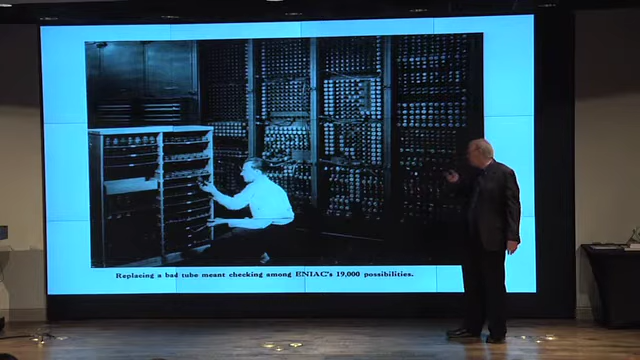 Replacing a bad tube meant checking among ENIAC's 19,000 possibilities.